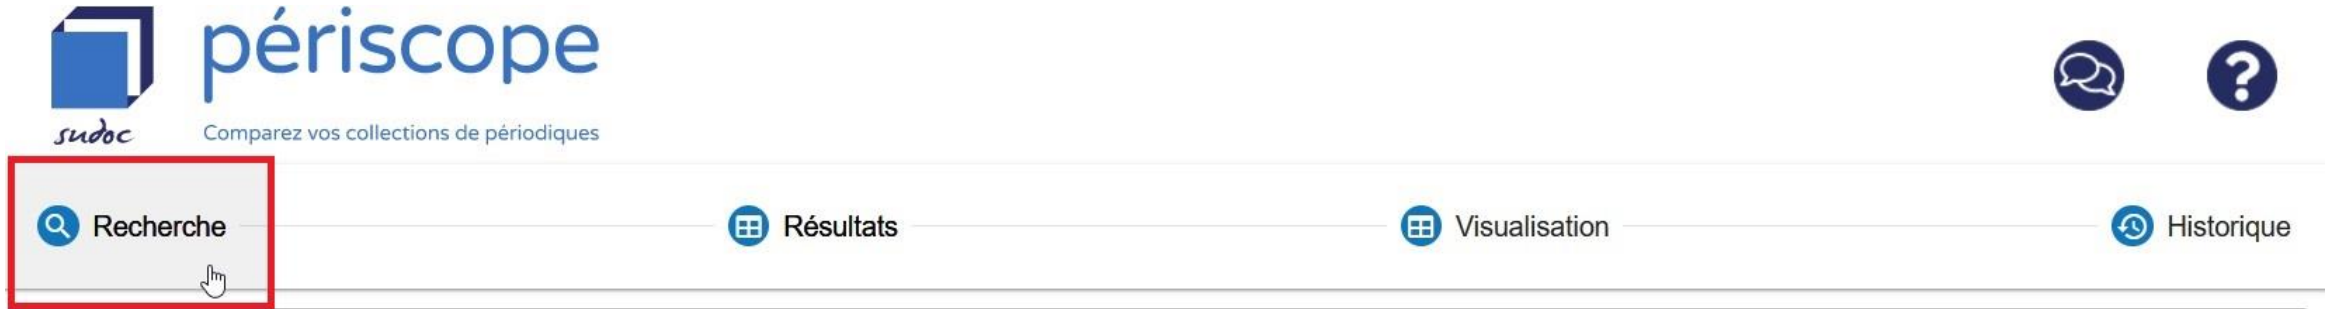 périscope
sudoc
Comparez vos collections de périodiques
Recherche
Résultats
Visualisation
Historique